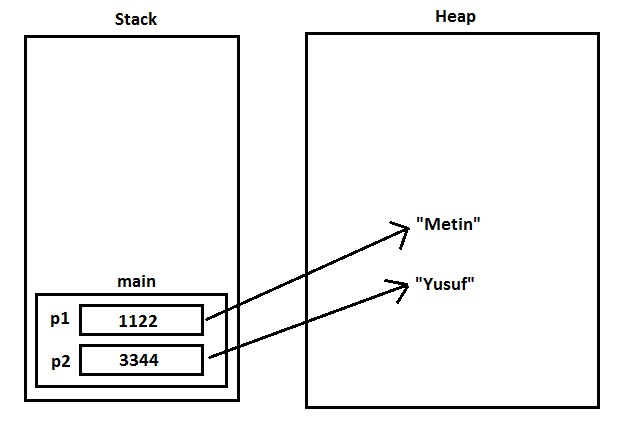 Stack
Heap
"Metin"
"Yusuf"
main
p1 1122
p2 3344